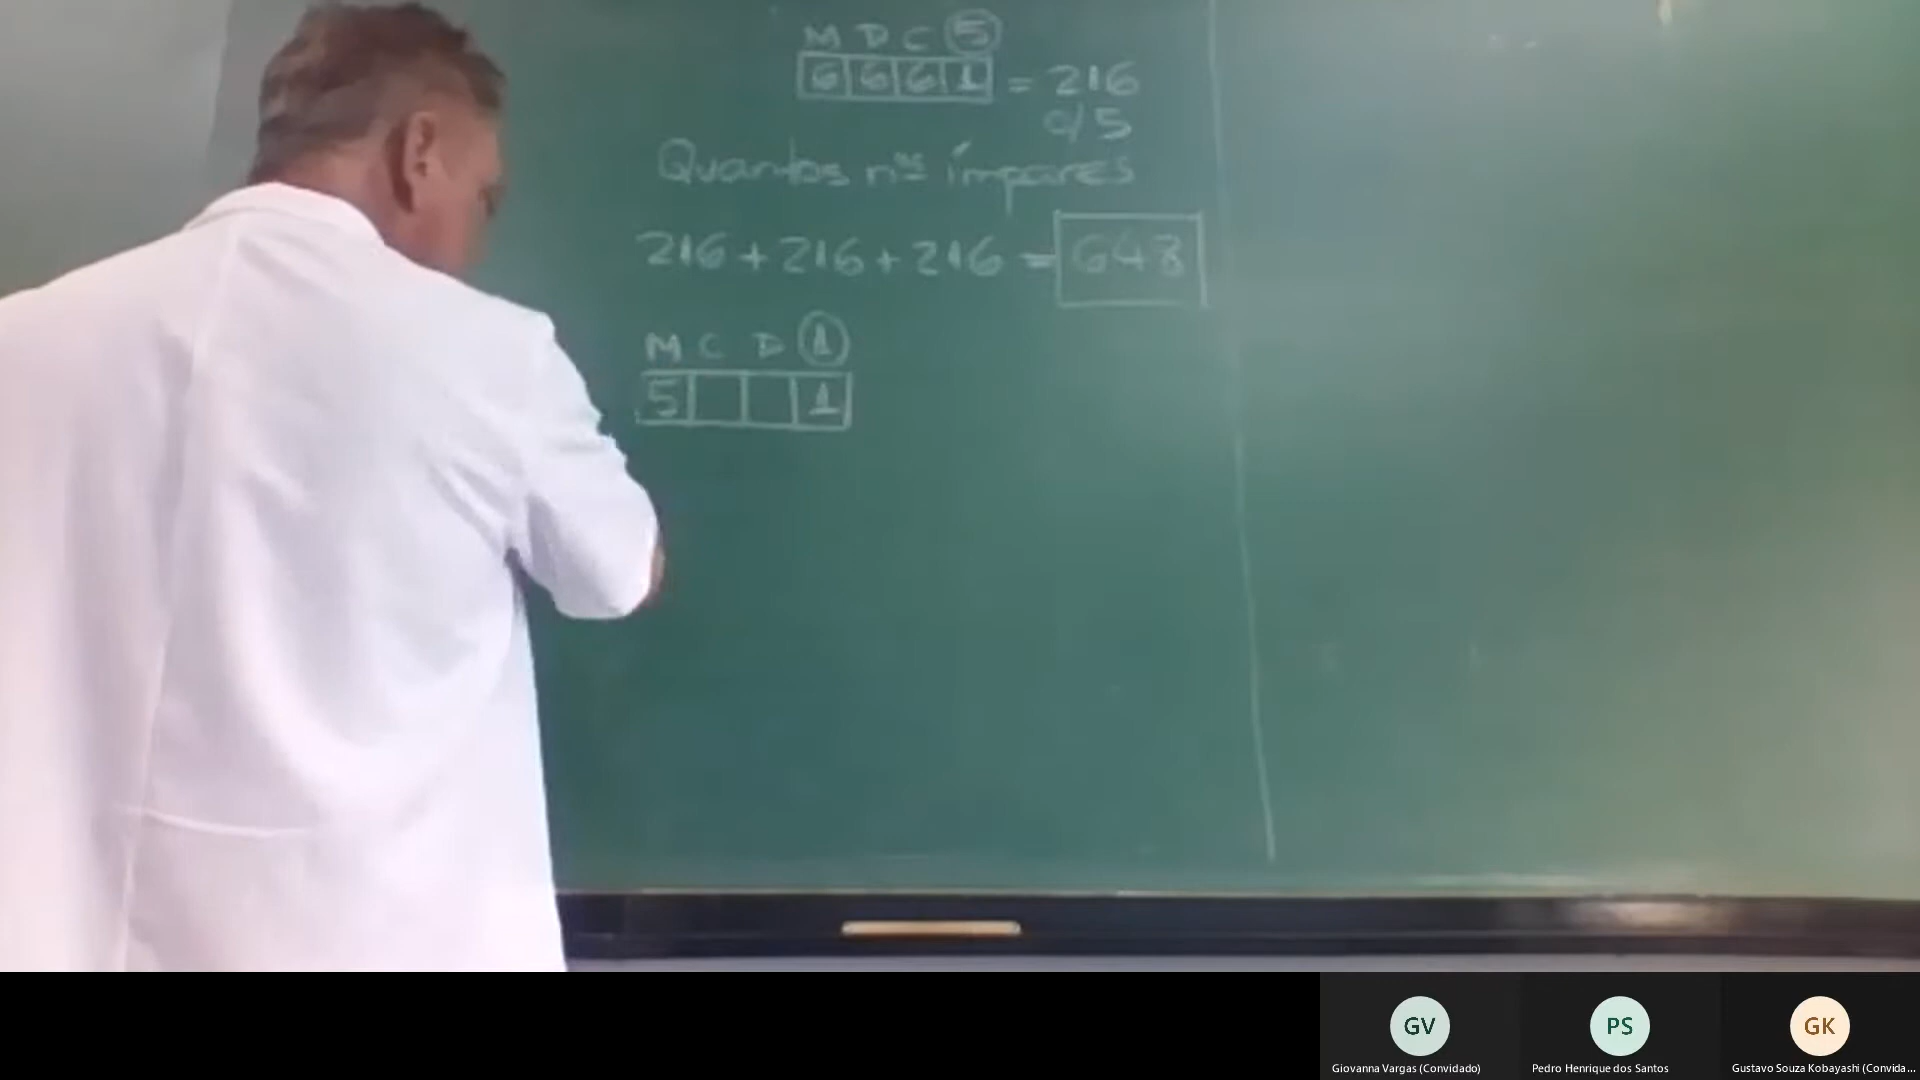 M D C 5
6 6 6 1 = 216
c/5
Quantos nos ímpares
216 + 216 + 216 = 648
M C D 1
5 1
GV PS GK
Giovanna Vargas (Convidado) Pedro Henrique dos Santos Gustavo Souza Kobayashi (Convida...